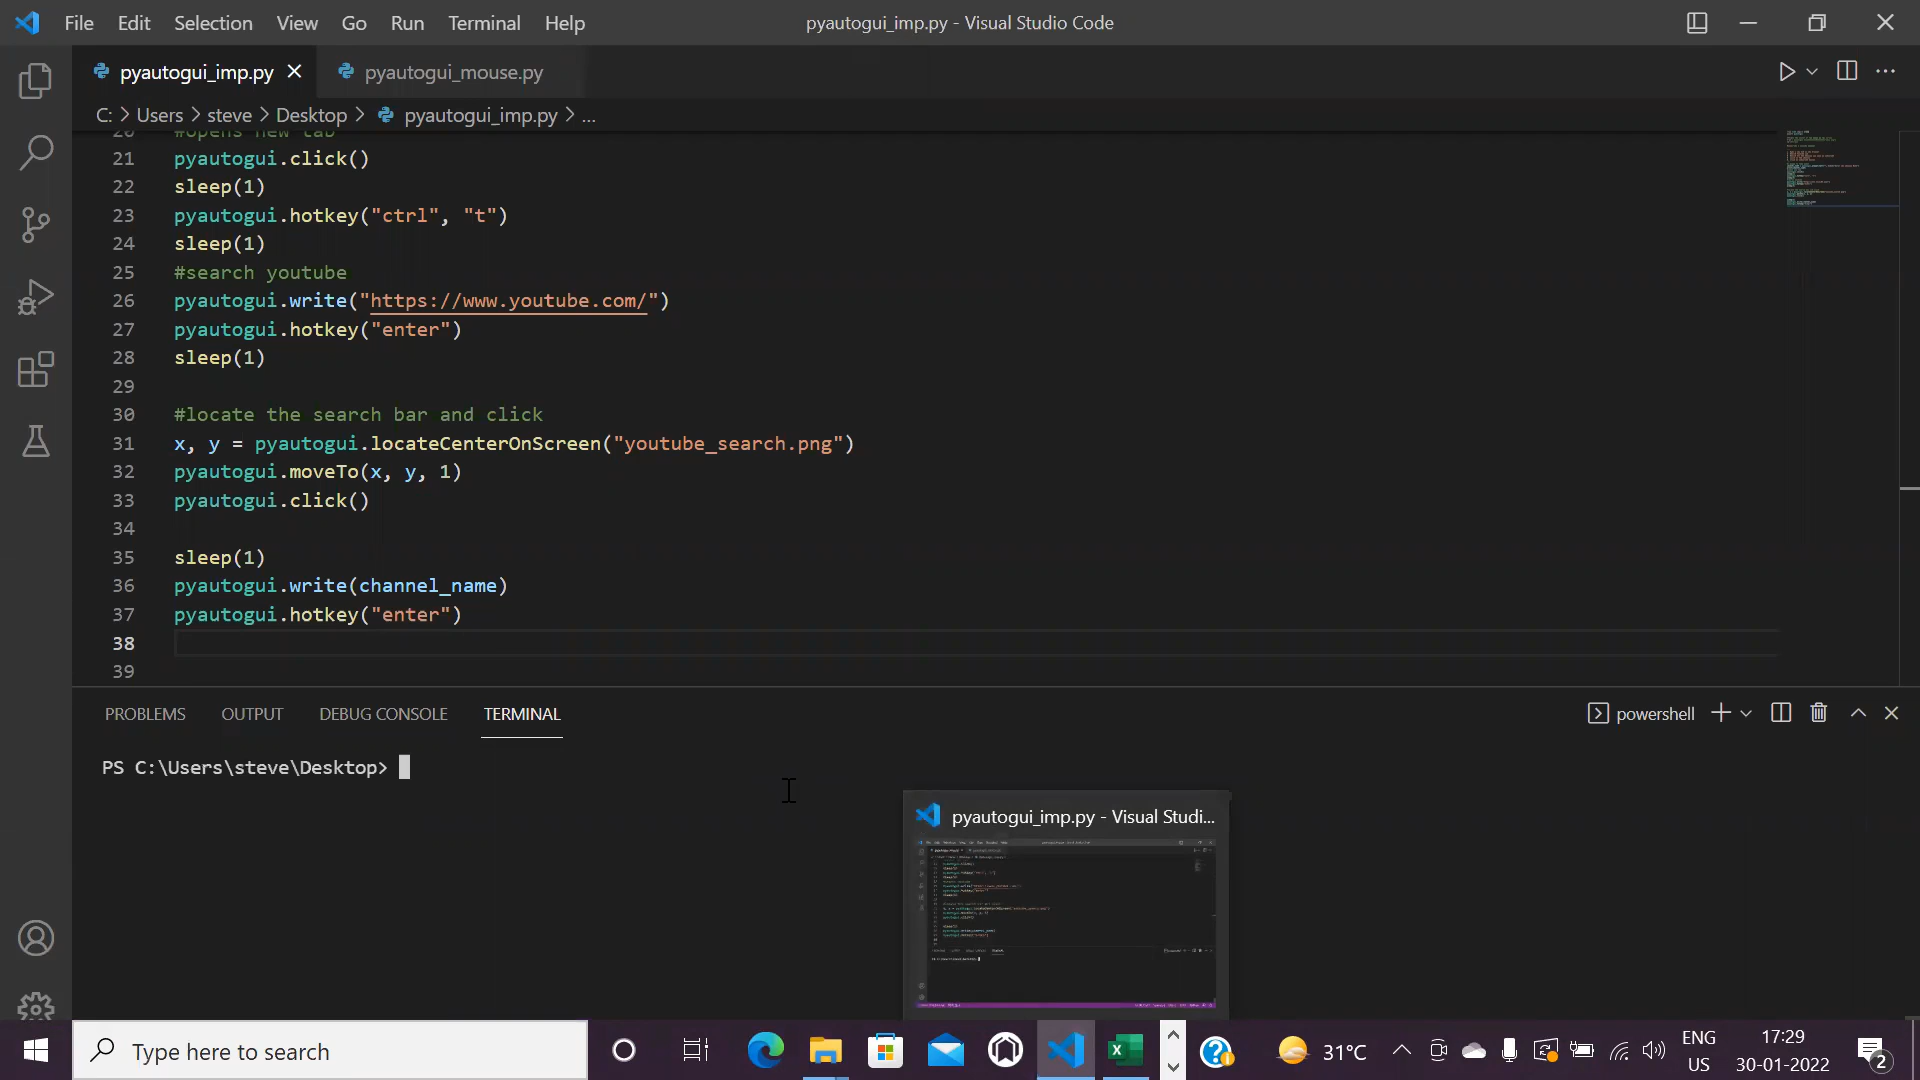 File Edit Selection View Go Run Terminal Help
pyautogui_imp.py - Visual Studio Code
pyautogui_imp.py
pyautogui_mouse.py
C: > Users > steve > Desktop > pyautogui_imp.py > ...
20 #opens new tab
21 pyautogui.click()
22 sleep(1)
23 pyautogui.hotkey("ctrl", "t")
24 sleep(1)
25 #search youtube
26 pyautogui.write("https://www.youtube.com/")
27 pyautogui.hotkey("enter")
28 sleep(1)
29
30 #locate the search bar and click
31 x, y = pyautogui.locateCenterOnScreen("youtube_search.png")
32 pyautogui.moveTo(x, y, 1)
33 pyautogui.click()
34
35 sleep(1)
36 pyautogui.write(channel_name)
37 pyautogui.hotkey("enter")
38
39
PROBLEMS OUTPUT DEBUG CONSOLE TERMINAL
powershell
PS C:\Users\steve\Desktop>
pyautogui_imp.py - Visual Studi...
Type here to search
31°C
ENG
US
17:29
30-01-2022
2